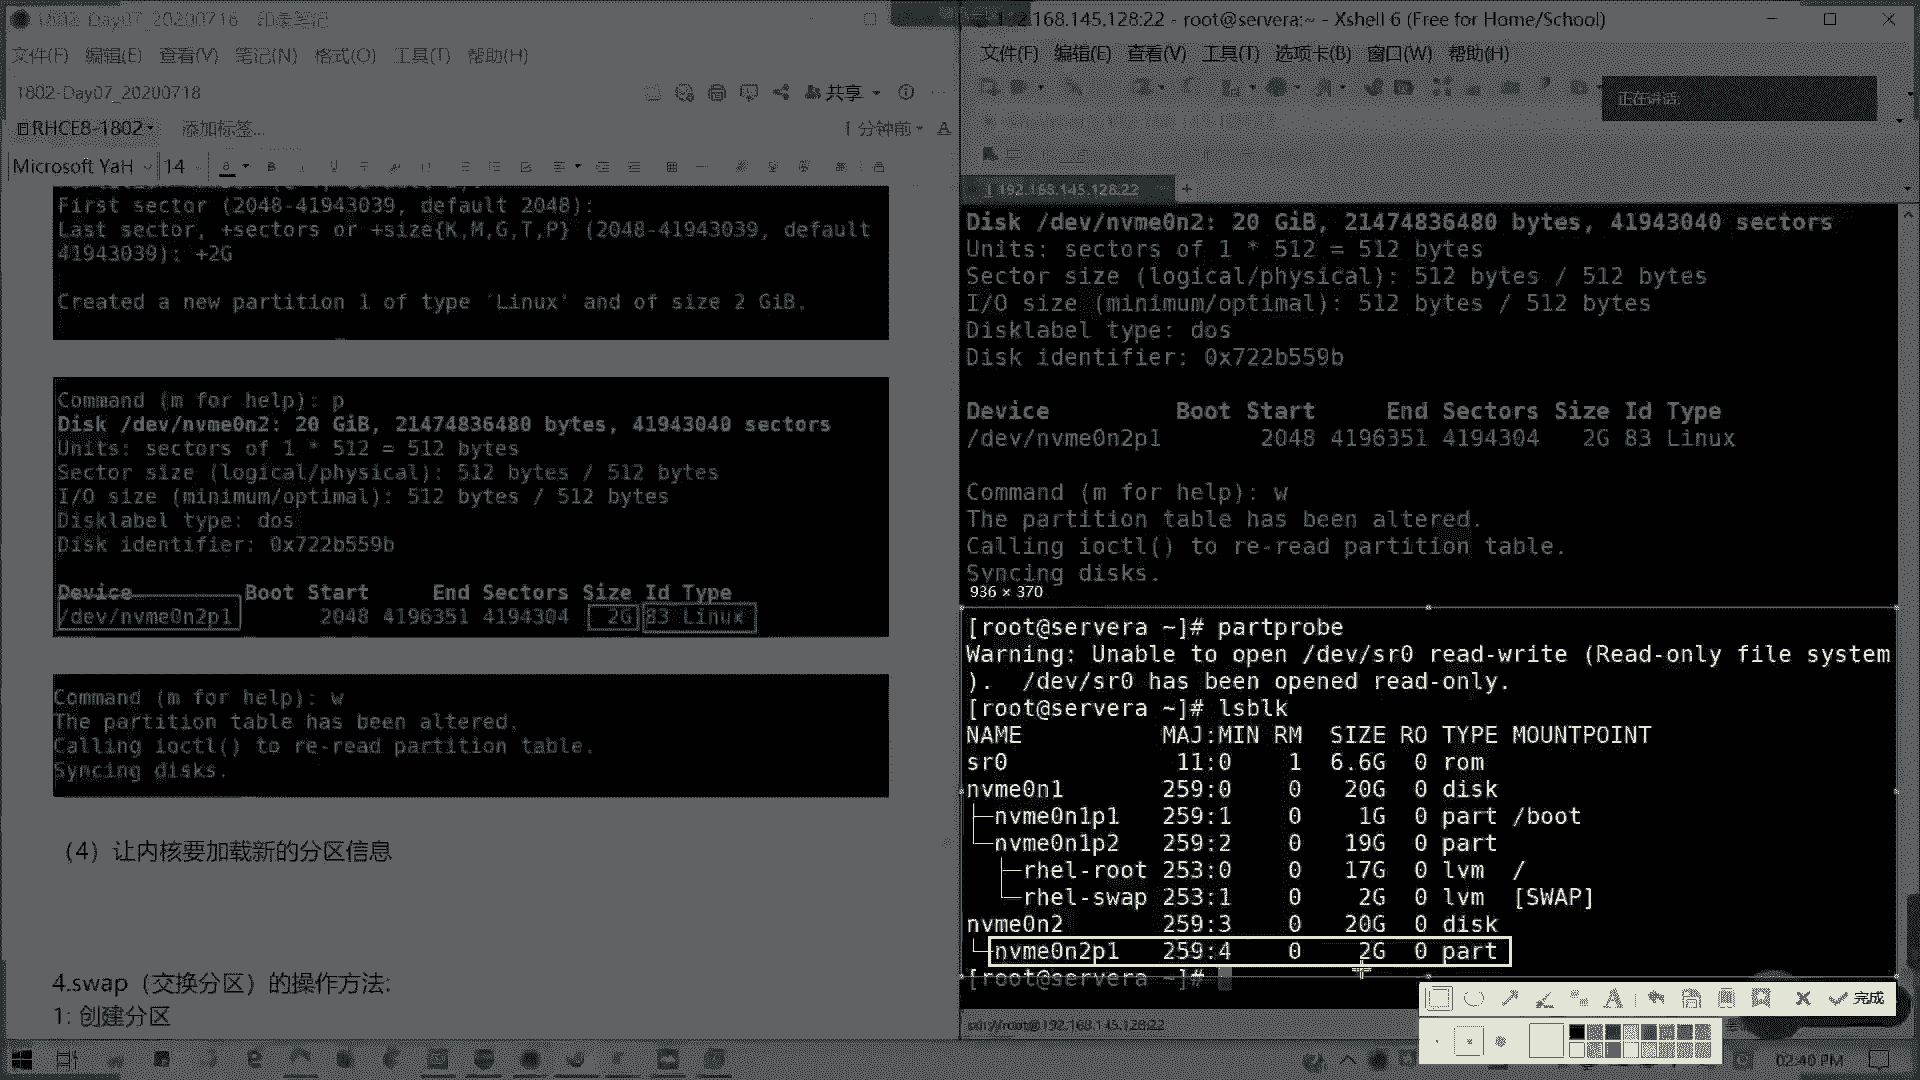 1802-Day07_20200718 - 印象笔记
文件(F) 编辑(E) 查看(V) 笔记(N) 格式(O) 工具(T) 帮助(H)
1802-Day07_20200718
共享
RHCE8-1802
添加标签...
1 分钟前
Microsoft YaH
14
First sector (2048-41943039, default 2048):
Last sector, +sectors or +size{K,M,G,T,P} (2048-41943039, default
41943039): +2G
Created a new partition 1 of type 'Linux' and of size 2 GiB.
Command (m for help): p
Disk /dev/nvme0n2: 20 GiB, 21474836480 bytes, 41943040 sectors
Units: sectors of 1 * 512 = 512 bytes
Sector size (logical/physical): 512 bytes / 512 bytes
I/O size (minimum/optimal): 512 bytes / 512 bytes
Disklabel type: dos
Disk identifier: 0x722b559b
Device Boot Start End Sectors Size Id Type
/dev/nvme0n2p1 2048 4196351 4194304 2G 83 Linux
Command (m for help): w
The partition table has been altered.
Calling ioctl() to re-read partition table.
Syncing disks.
（4）让内核要加载新的分区信息
4.swap（交换分区）的操作方法:
1: 创建分区
192.168.145.128:22 - root@servera:~ - Xshell 6 (Free for Home/School)
文件(F) 编辑(E) 查看(V) 工具(T) 选项卡(B) 窗口(W) 帮助(H)
正在讲话:
1 192.168.145.128:22
Disk /dev/nvme0n2: 20 GiB, 21474836480 bytes, 41943040 sectors
Units: sectors of 1 * 512 = 512 bytes
Sector size (logical/physical): 512 bytes / 512 bytes
I/O size (minimum/optimal): 512 bytes / 512 bytes
Disklabel type: dos
Disk identifier: 0x722b559b
Device Boot Start End Sectors Size Id Type
/dev/nvme0n2p1 2048 4196351 4194304 2G 83 Linux
Command (m for help): w
The partition table has been altered.
Calling ioctl() to re-read partition table.
Syncing disks.
936 × 370
[root@servera ~]# partprobe
Warning: Unable to open /dev/sr0 read-write (Read-only file system
). /dev/sr0 has been opened read-only.
[root@servera ~]# lsblk
NAME MAJ:MIN RM SIZE RO TYPE MOUNTPOINT
sr0 11:0 1 6.6G 0 rom
nvme0n1 259:0 0 20G 0 disk
├─nvme0n1p1 259:1 0 1G 0 part /boot
└─nvme0n1p2 259:2 0 19G 0 part
├─rhel-root 253:0 0 17G 0 lvm /
└─rhel-swap 253:1 0 2G 0 lvm [SWAP]
nvme0n2 259:3 0 20G 0 disk
└─nvme0n2p1 259:4 0 2G 0 part
[root@servera ~]#
完成
ssh://root@192.168.145.128:22
02:40 PM